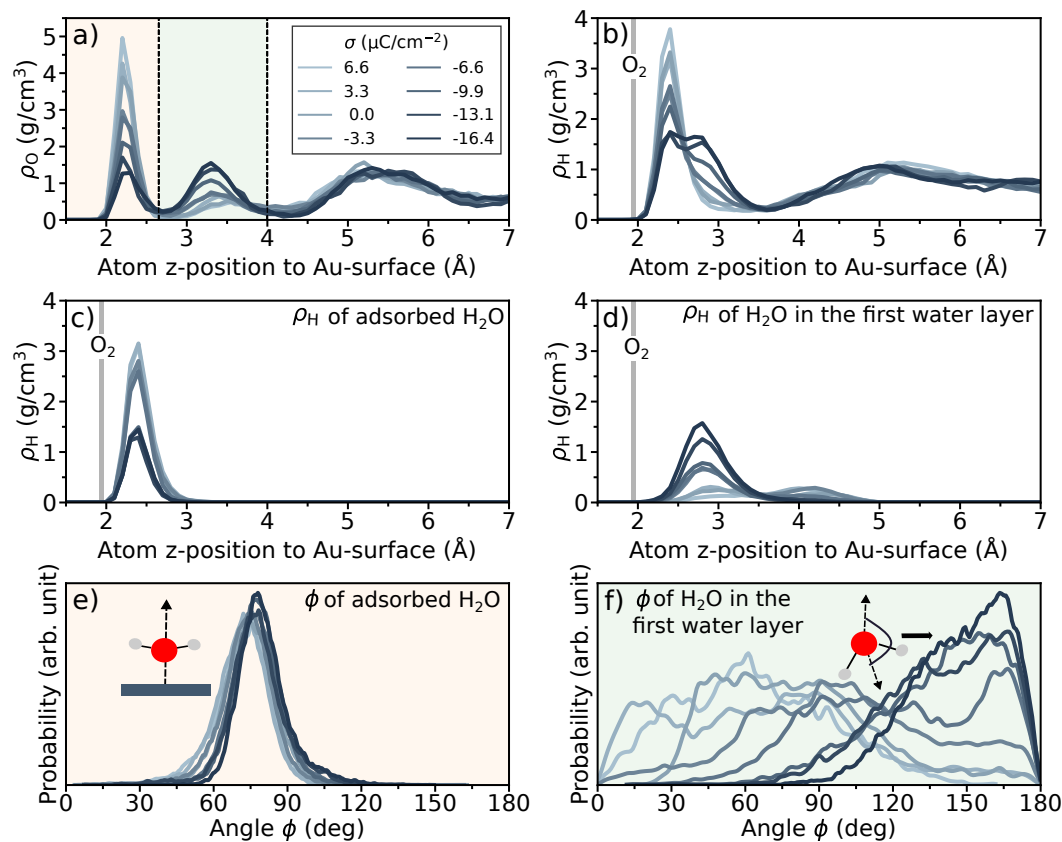 a)
σ (μC/cm⁻²)
6.6 -6.6
3.3 -9.9
0.0 -13.1
-3.3 -16.4
ρ_O (g/cm³)
5
4
3
2
1
0
2 3 4 5 6 7
Atom z-position to Au-surface (Å)
b)
O₂
ρ_H (g/cm³)
4
3
2
1
0
2 3 4 5 6 7
Atom z-position to Au-surface (Å)
c)
ρ_H of adsorbed H₂O
O₂
ρ_H (g/cm³)
4
3
2
1
0
2 3 4 5 6 7
Atom z-position to Au-surface (Å)
d)
ρ_H of H₂O in the first water layer
O₂
ρ_H (g/cm³)
4
3
2
1
0
2 3 4 5 6 7
Atom z-position to Au-surface (Å)
e)
ϕ of adsorbed H₂O
Probability (arb. unit)
0 30 60 90 120 150 180
Angle ϕ (deg)
f)
ϕ of H₂O in the
first water layer
Probability (arb. unit)
0 30 60 90 120 150 180
Angle ϕ (deg)